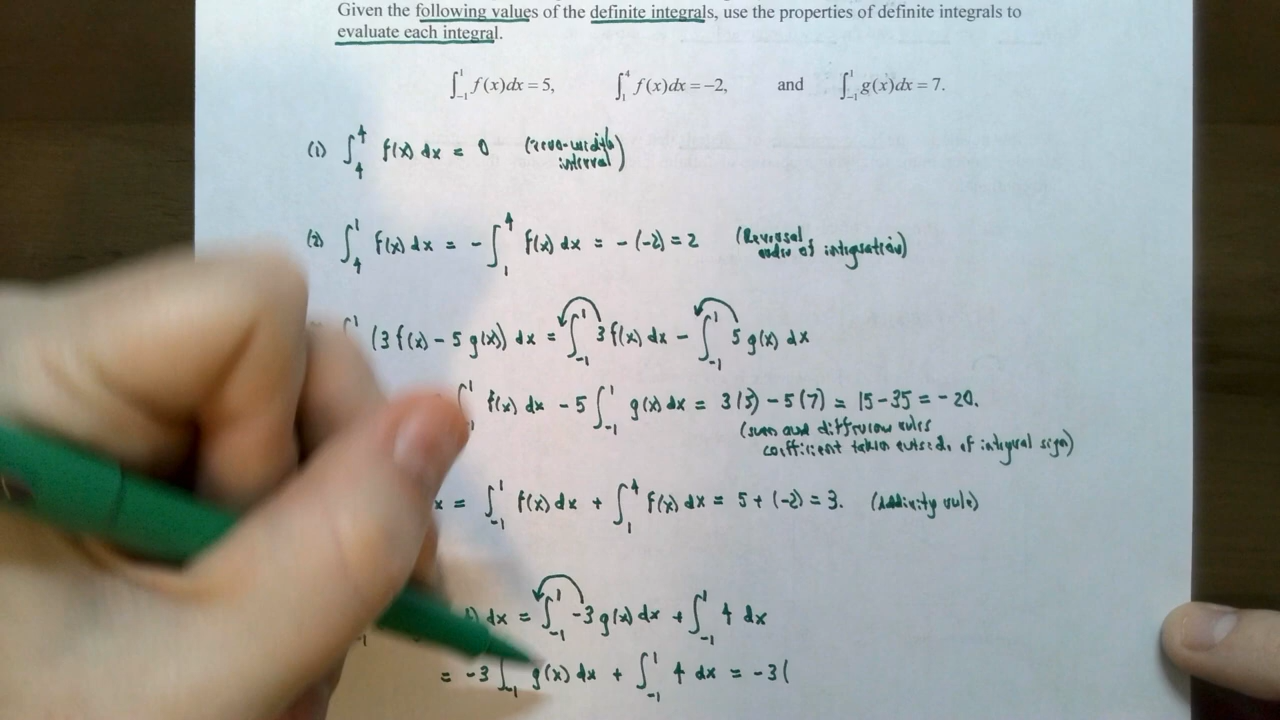 Given the following values of the definite integrals, use the properties of definite integrals to
evaluate each integral.
∫_{-1}^{1} f(x)dx = 5, ∫_{1}^{4} f(x)dx = -2, and ∫_{-1}^{1} g(x)dx = 7.
(1) ∫_{4}^{4} f(x) dx = 0 (zero-width
interval)
(2) ∫_{4}^{1} f(x) dx = -∫_{1}^{4} f(x) dx = -(-2) = 2 (Reversal
order of integration)
(3 f(x) - 5 g(x)) dx = ∫_{-1}^{1} 3 f(x) dx - ∫_{-1}^{1} 5 g(x) dx
∫^{1} f(x) dx - 5 ∫_{-1}^{1} g(x) dx = 3(5) - 5(7) = 15 - 35 = -20.
(sum and difference rules
coefficient taken outside of integral sign)
x = ∫_{-1}^{1} f(x) dx + ∫_{1}^{4} f(x) dx = 5 + (-2) = 3. (Additivity rule)
) dx = ∫_{-1}^{1} -3 g(x) dx + ∫_{-1}^{1} 4 dx
= -3 ∫_{-1} g(x) dx + ∫_{-1}^{1} 4 dx = -3(